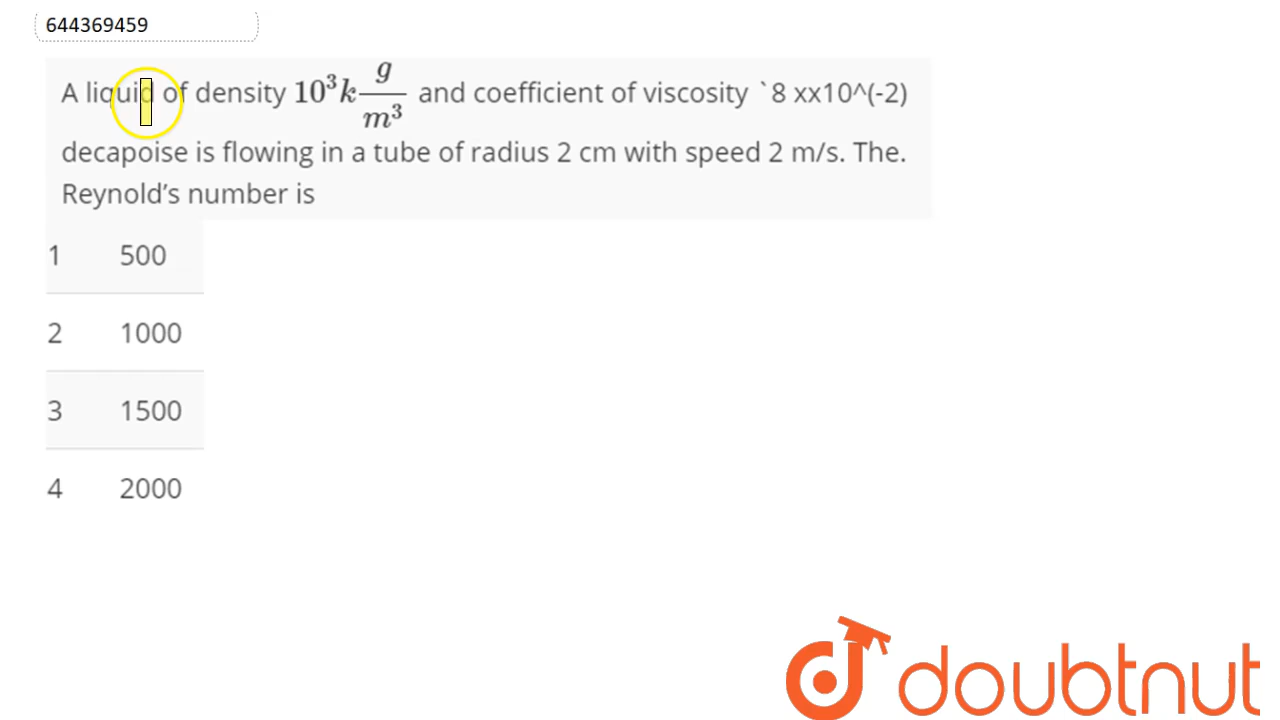 644369459
A liquid of density 10³k g/m³ and coefficient of viscosity `8 xx10^(-2)
decapoise is flowing in a tube of radius 2 cm with speed 2 m/s. The.
Reynold’s number is
1 500
2 1000
3 1500
4 2000
doubtnut